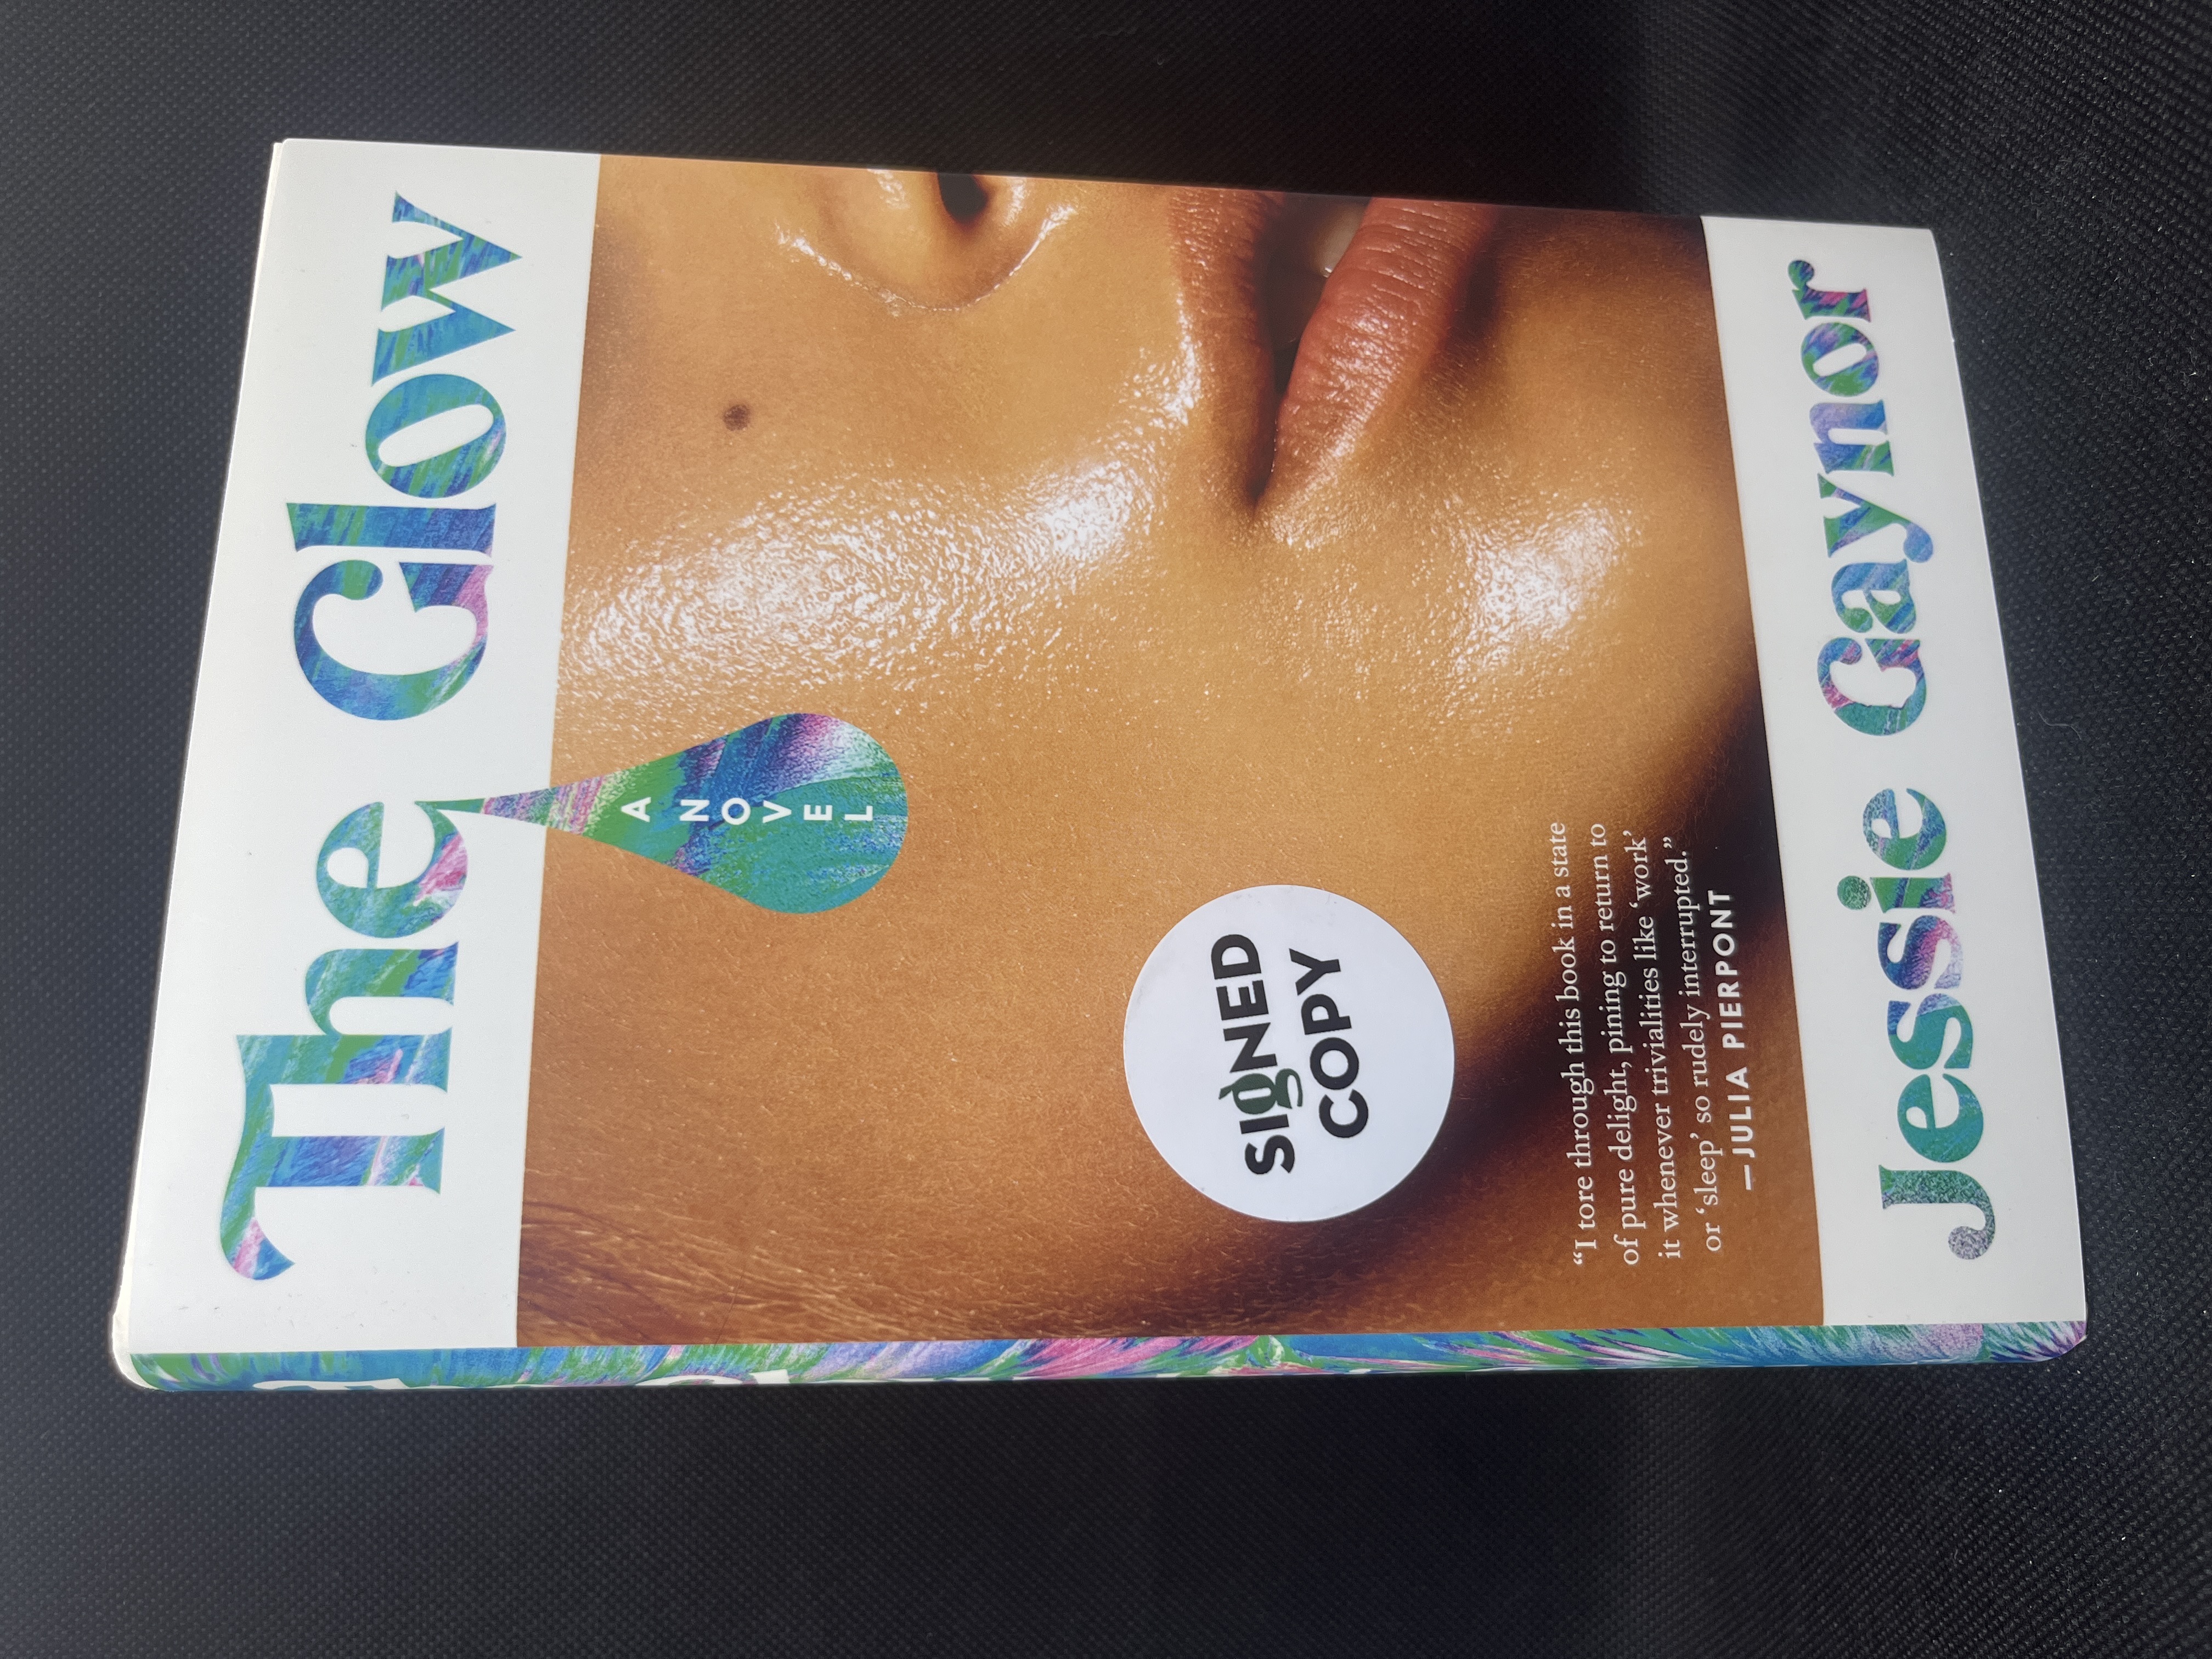 The Glow
A
NOVEL
SIgNED
COPY
“I tore through this book in a state
of pure delight, pining to return to
it whenever trivialities like ‘work’
or ‘sleep’ so rudely interrupted.”
—JULIA PIERPONT
Jessie Gaynor